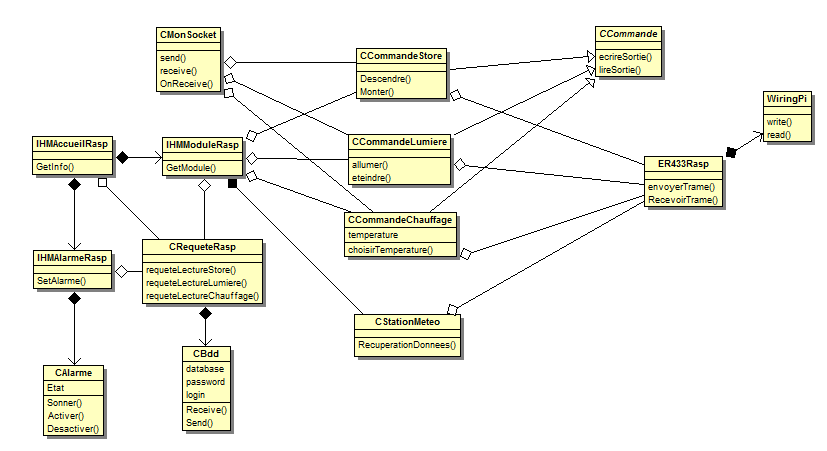 CMonSocket
send()
receive()
OnReceive()
CCommandeStore
Descendre()
Monter()
CCommande
ecrireSortie()
lireSortie()
WiringPi
write()
read()
IHMAccueilRasp
GetInfo()
IHMModuleRasp
GetModule()
CCommandeLumiere
allumer()
eteindre()
ER433Rasp
envoyerTrame()
RecevoirTrame()
CCommandeChauffage
temperature
choisirTemperature()
IHMAlarmeRasp
SetAlarme()
CRequeteRasp
requeteLectureStore()
requeteLectureLumiere()
requeteLectureChauffage()
CStationMeteo
RecuperationDonnees()
CAlarme
Etat
Sonner()
Activer()
Desactiver()
CBdd
database
password
login
Receive()
Send()